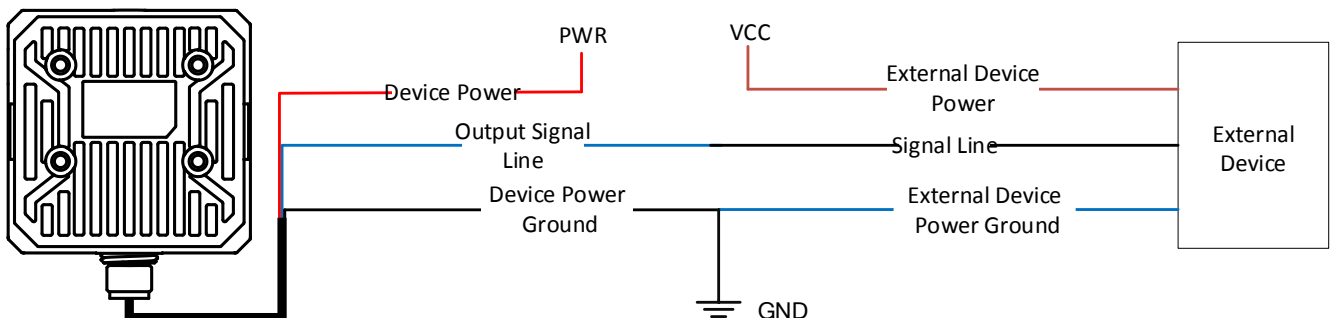 PWR
VCC
Device Power
External Device
Power
Output Signal
Line
Signal Line
External
Device
Device Power
Ground
External Device
Power Ground
GND